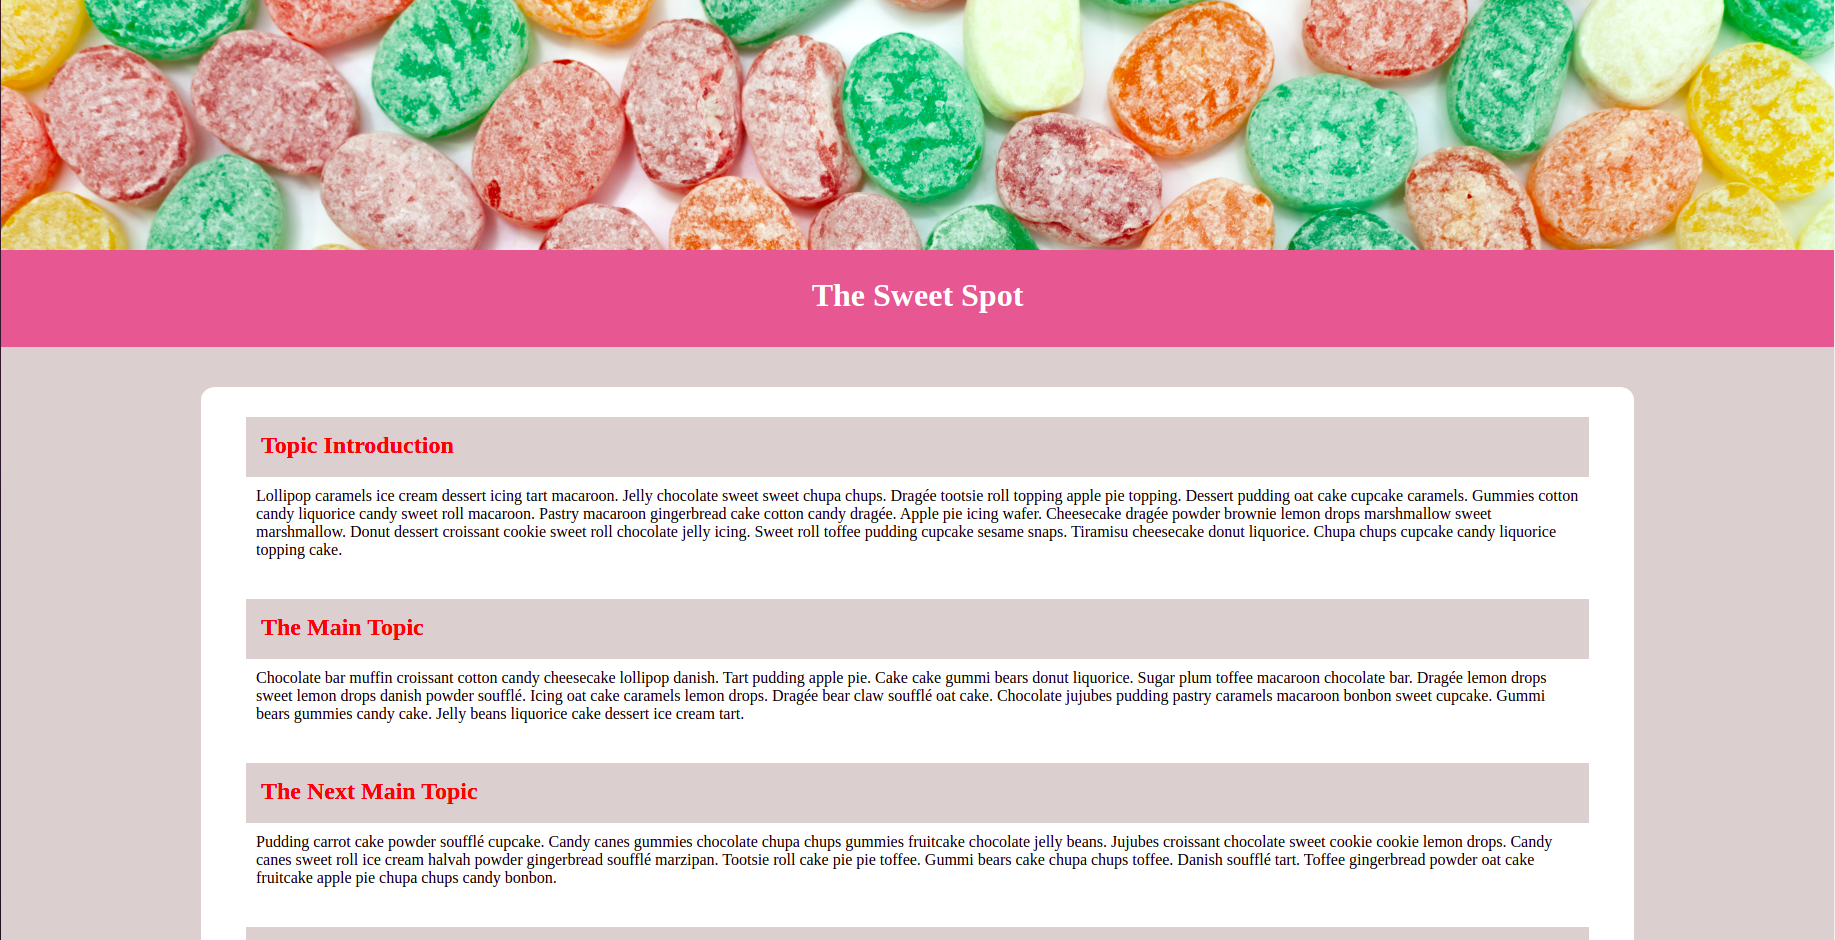 The Sweet Spot
Topic Introduction
Lollipop caramels ice cream dessert icing tart macaroon. Jelly chocolate sweet sweet chupa chups. Dragée tootsie roll topping apple pie topping. Dessert pudding oat cake cupcake caramels. Gummies cotton
candy liquorice candy sweet roll macaroon. Pastry macaroon gingerbread cake cotton candy dragée. Apple pie icing wafer. Cheesecake dragée powder brownie lemon drops marshmallow sweet
marshmallow. Donut dessert croissant cookie sweet roll chocolate jelly icing. Sweet roll toffee pudding cupcake sesame snaps. Tiramisu cheesecake donut liquorice. Chupa chups cupcake candy liquorice
topping cake.
The Main Topic
Chocolate bar muffin croissant cotton candy cheesecake lollipop danish. Tart pudding apple pie. Cake cake gummi bears donut liquorice. Sugar plum toffee macaroon chocolate bar. Dragée lemon drops
sweet lemon drops danish powder soufflé. Icing oat cake caramels lemon drops. Dragée bear claw soufflé oat cake. Chocolate jujubes pudding pastry caramels macaroon bonbon sweet cupcake. Gummi
bears gummies candy cake. Jelly beans liquorice cake dessert ice cream tart.
The Next Main Topic
Pudding carrot cake powder soufflé cupcake. Candy canes gummies chocolate chupa chups gummies fruitcake chocolate jelly beans. Jujubes croissant chocolate sweet cookie cookie lemon drops. Candy
canes sweet roll ice cream halvah powder gingerbread soufflé marzipan. Tootsie roll cake pie pie toffee. Gummi bears cake chupa chups toffee. Danish soufflé tart. Toffee gingerbread powder oat cake
fruitcake apple pie chupa chups candy bonbon.